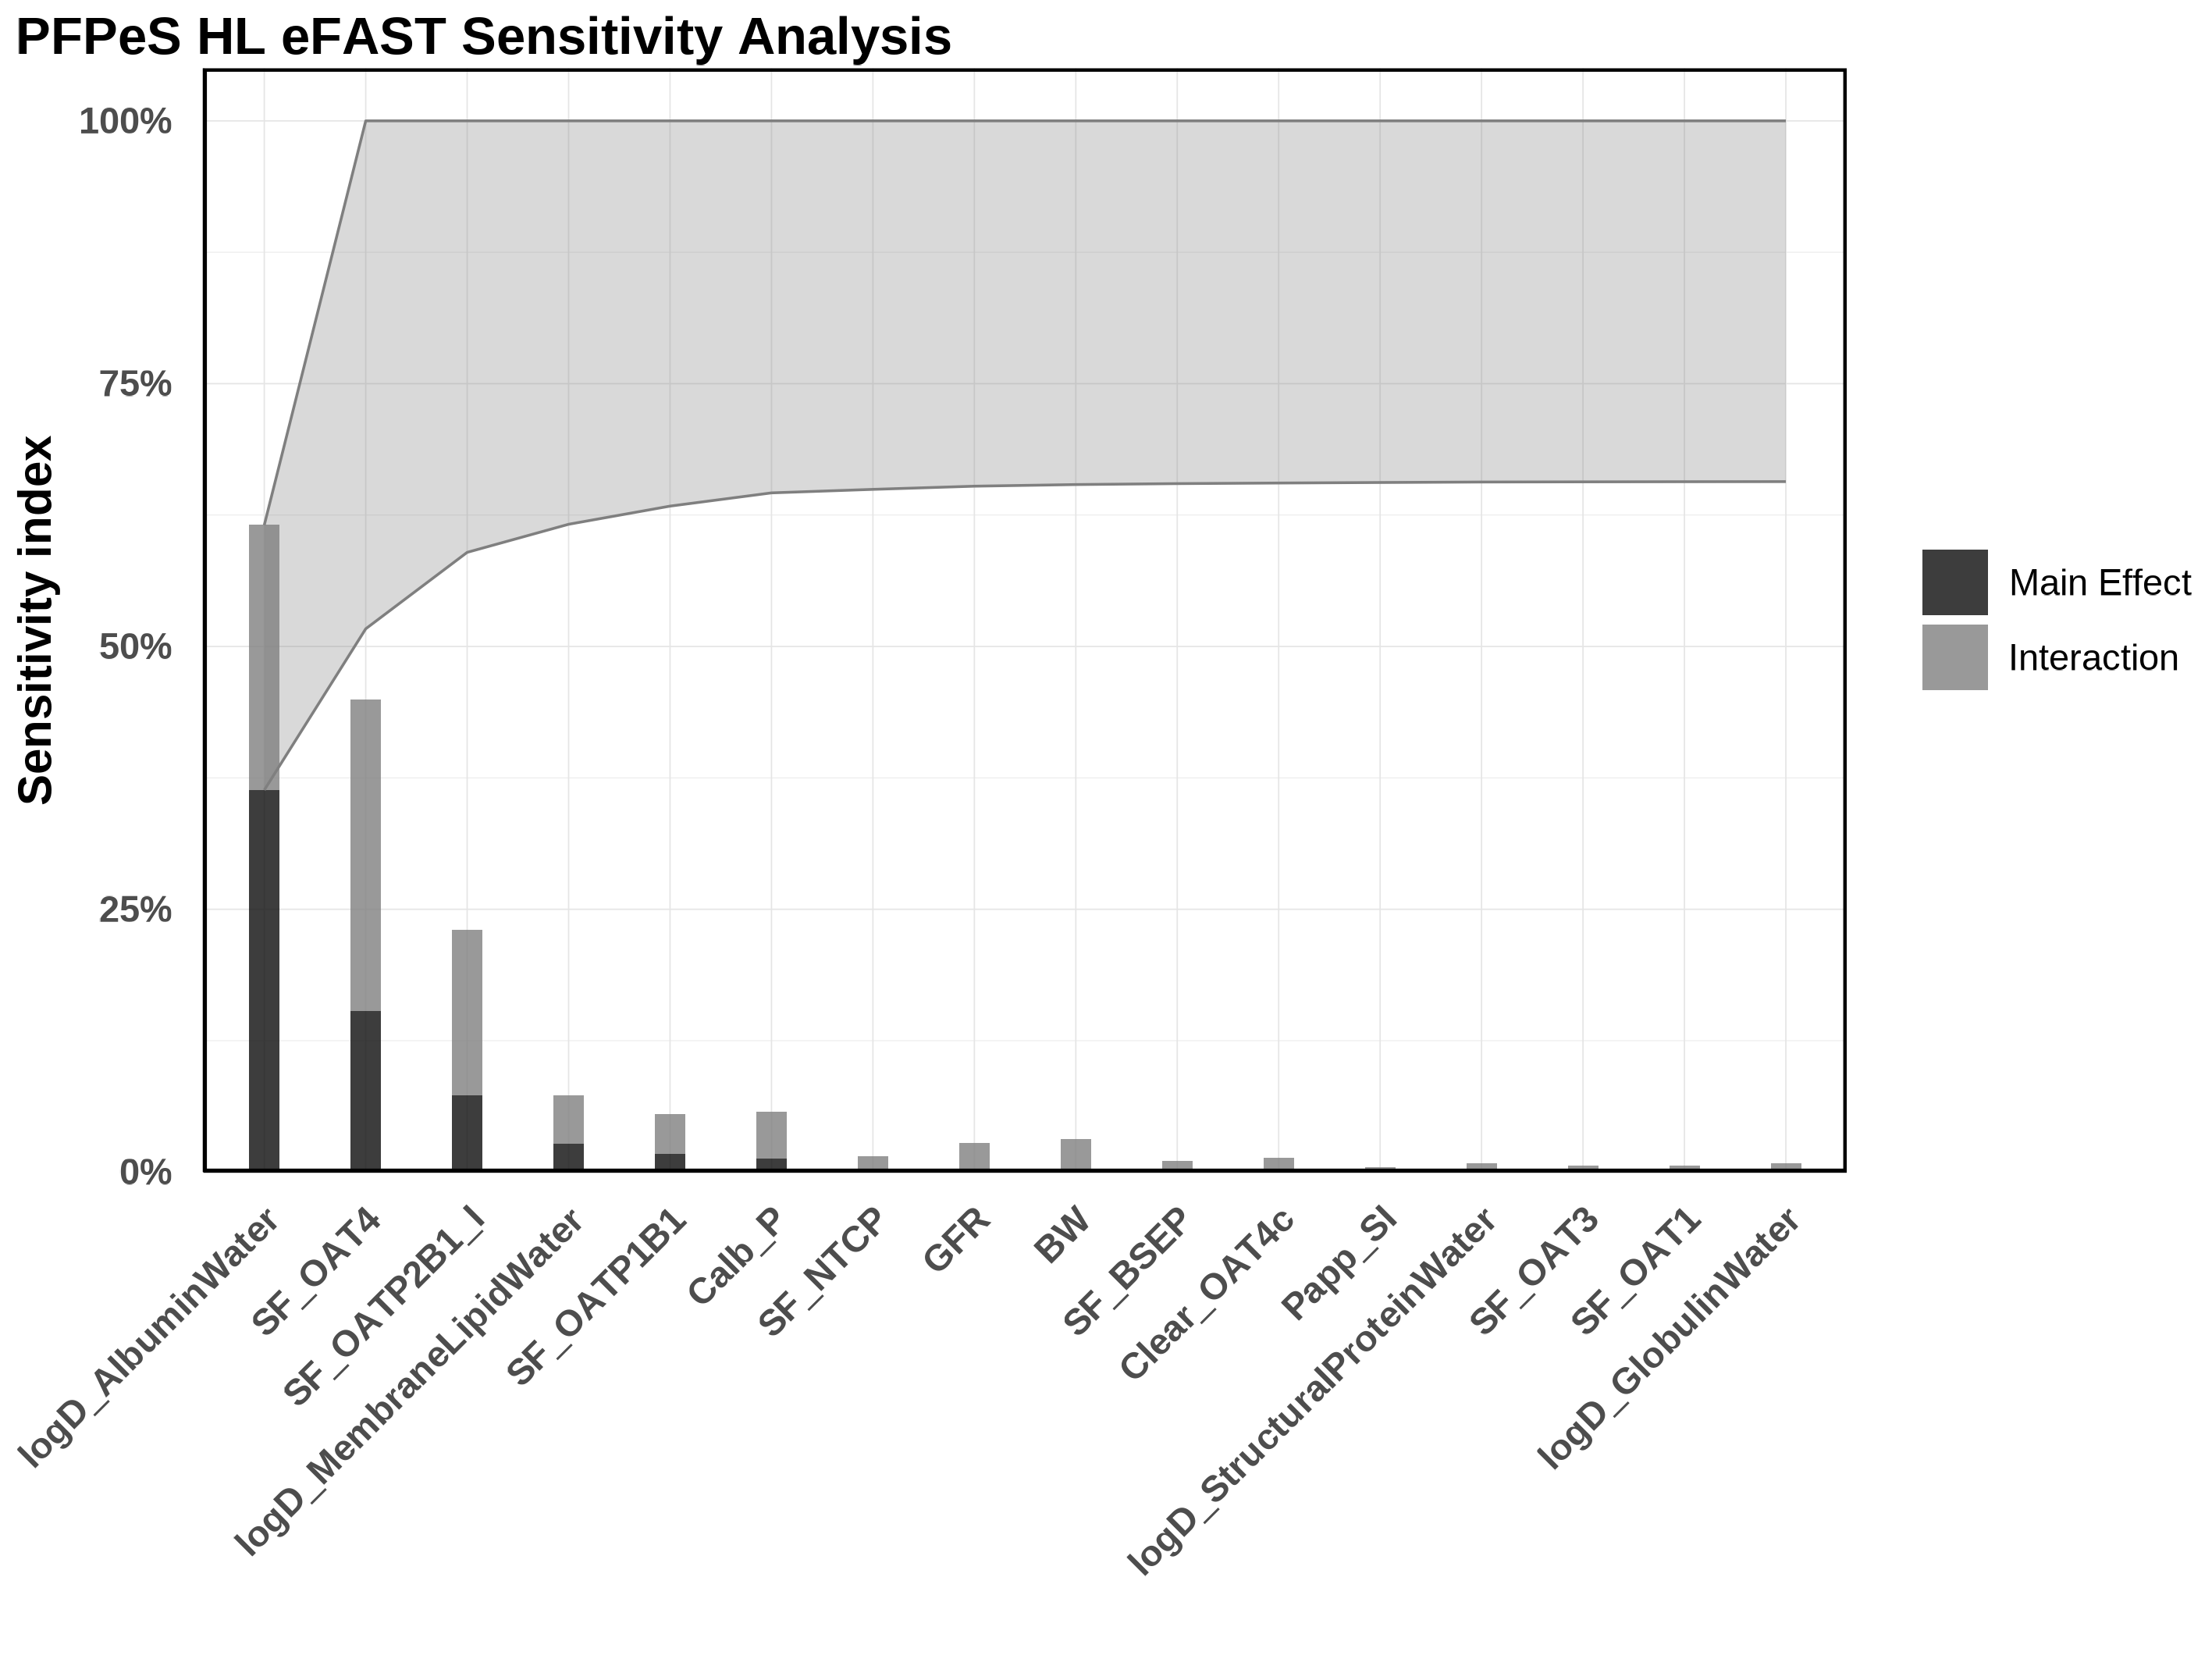 PFPeS HL eFAST Sensitivity Analysis
Sensitivity index
100%
75%
50%
25%
0%
logD_AlbuminWater
SF_OAT4
SF_OATP2B1_I
logD_MembraneLipidWater
SF_OATP1B1
Calb_P
SF_NTCP
GFR
BW
SF_BSEP
Clear_OAT4c
Papp_SI
logD_StructuralProteinWater
SF_OAT3
SF_OAT1
logD_GlobulinWater
Main Effect
Interaction